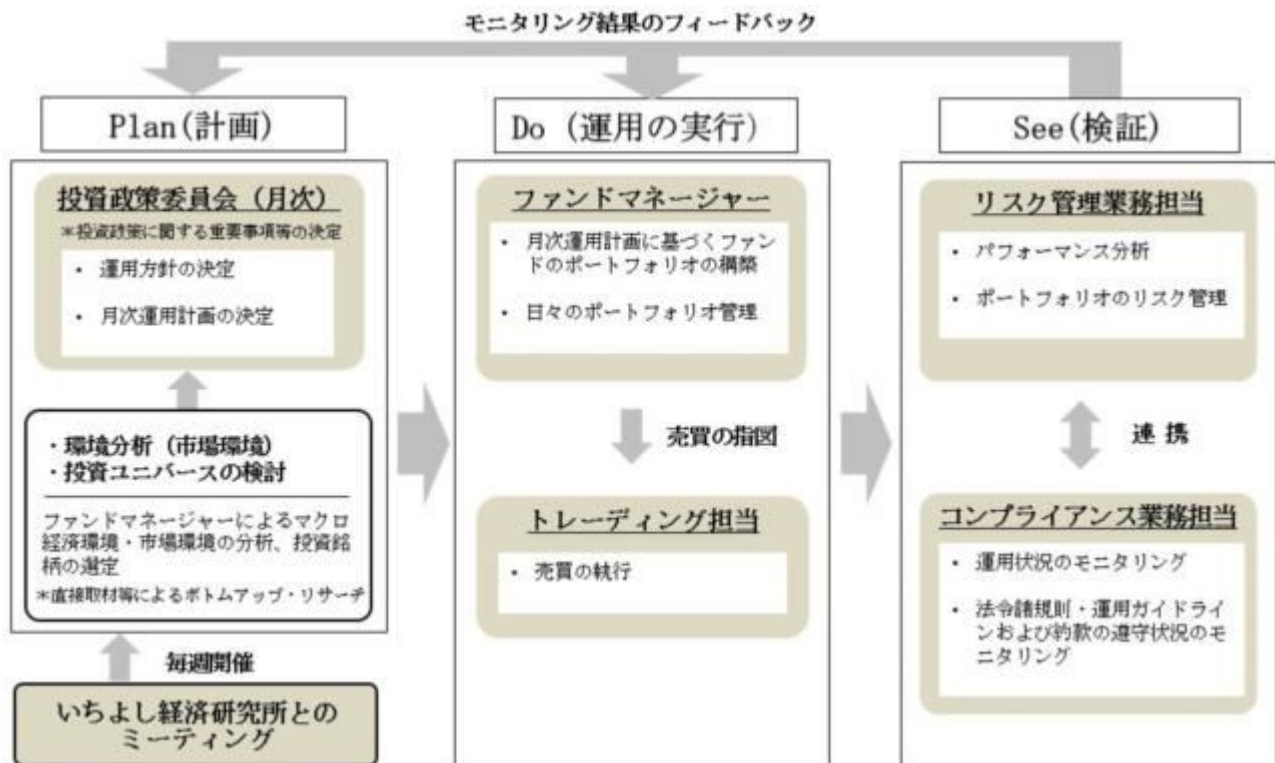 モニタリング結果のフィードバック
Plan(計画)
投資政策委員会（月次）
＊投資政策に関する重要事項等の決定
・ 運用方針の決定
・ 月次運用計画の決定
・環境分析（市場環境）
・投資ユニバースの検討
ファンドマネージャーによるマクロ
経済環境・市場環境の分析、投資銘
柄の選定
＊直接取材等によるボトムアップ・リサーチ
毎週開催
いちよし経済研究所との
ミーティング
Do（運用の実行）
ファンドマネージャー
・ 月次運用計画に基づくファン
ドのポートフォリオの構築
・ 日々のポートフォリオ管理
売買の指図
トレーディング担当
・ 売買の執行
See(検証)
リスク管理業務担当
・ パフォーマンス分析
・ ポートフォリオのリスク管理
連 携
コンプライアンス業務担当
・ 運用状況のモニタリング
・ 法令諸規則・運用ガイドライ
ンおよび約款の遵守状況のモ
ニタリング